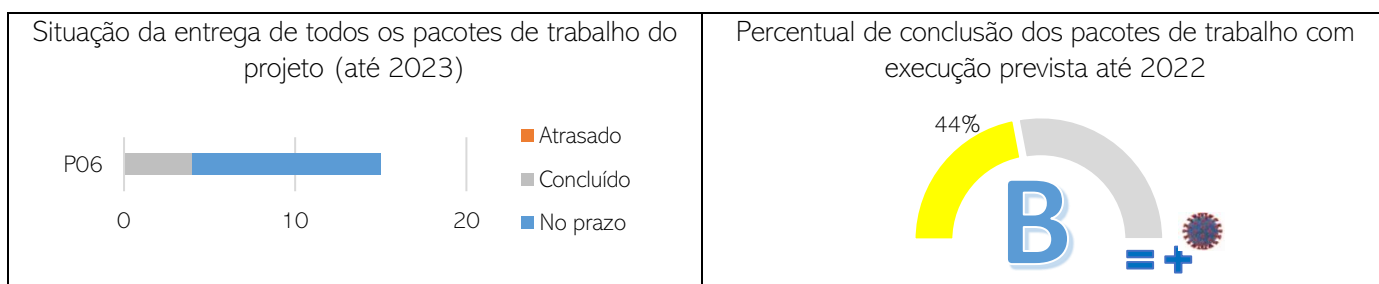 Situação da entrega de todos os pacotes de trabalho do
projeto (até 2023)
P06
0
10
20
Atrasado
Concluído
No prazo
Percentual de conclusão dos pacotes de trabalho com
execução prevista até 2022
44%
B
= +